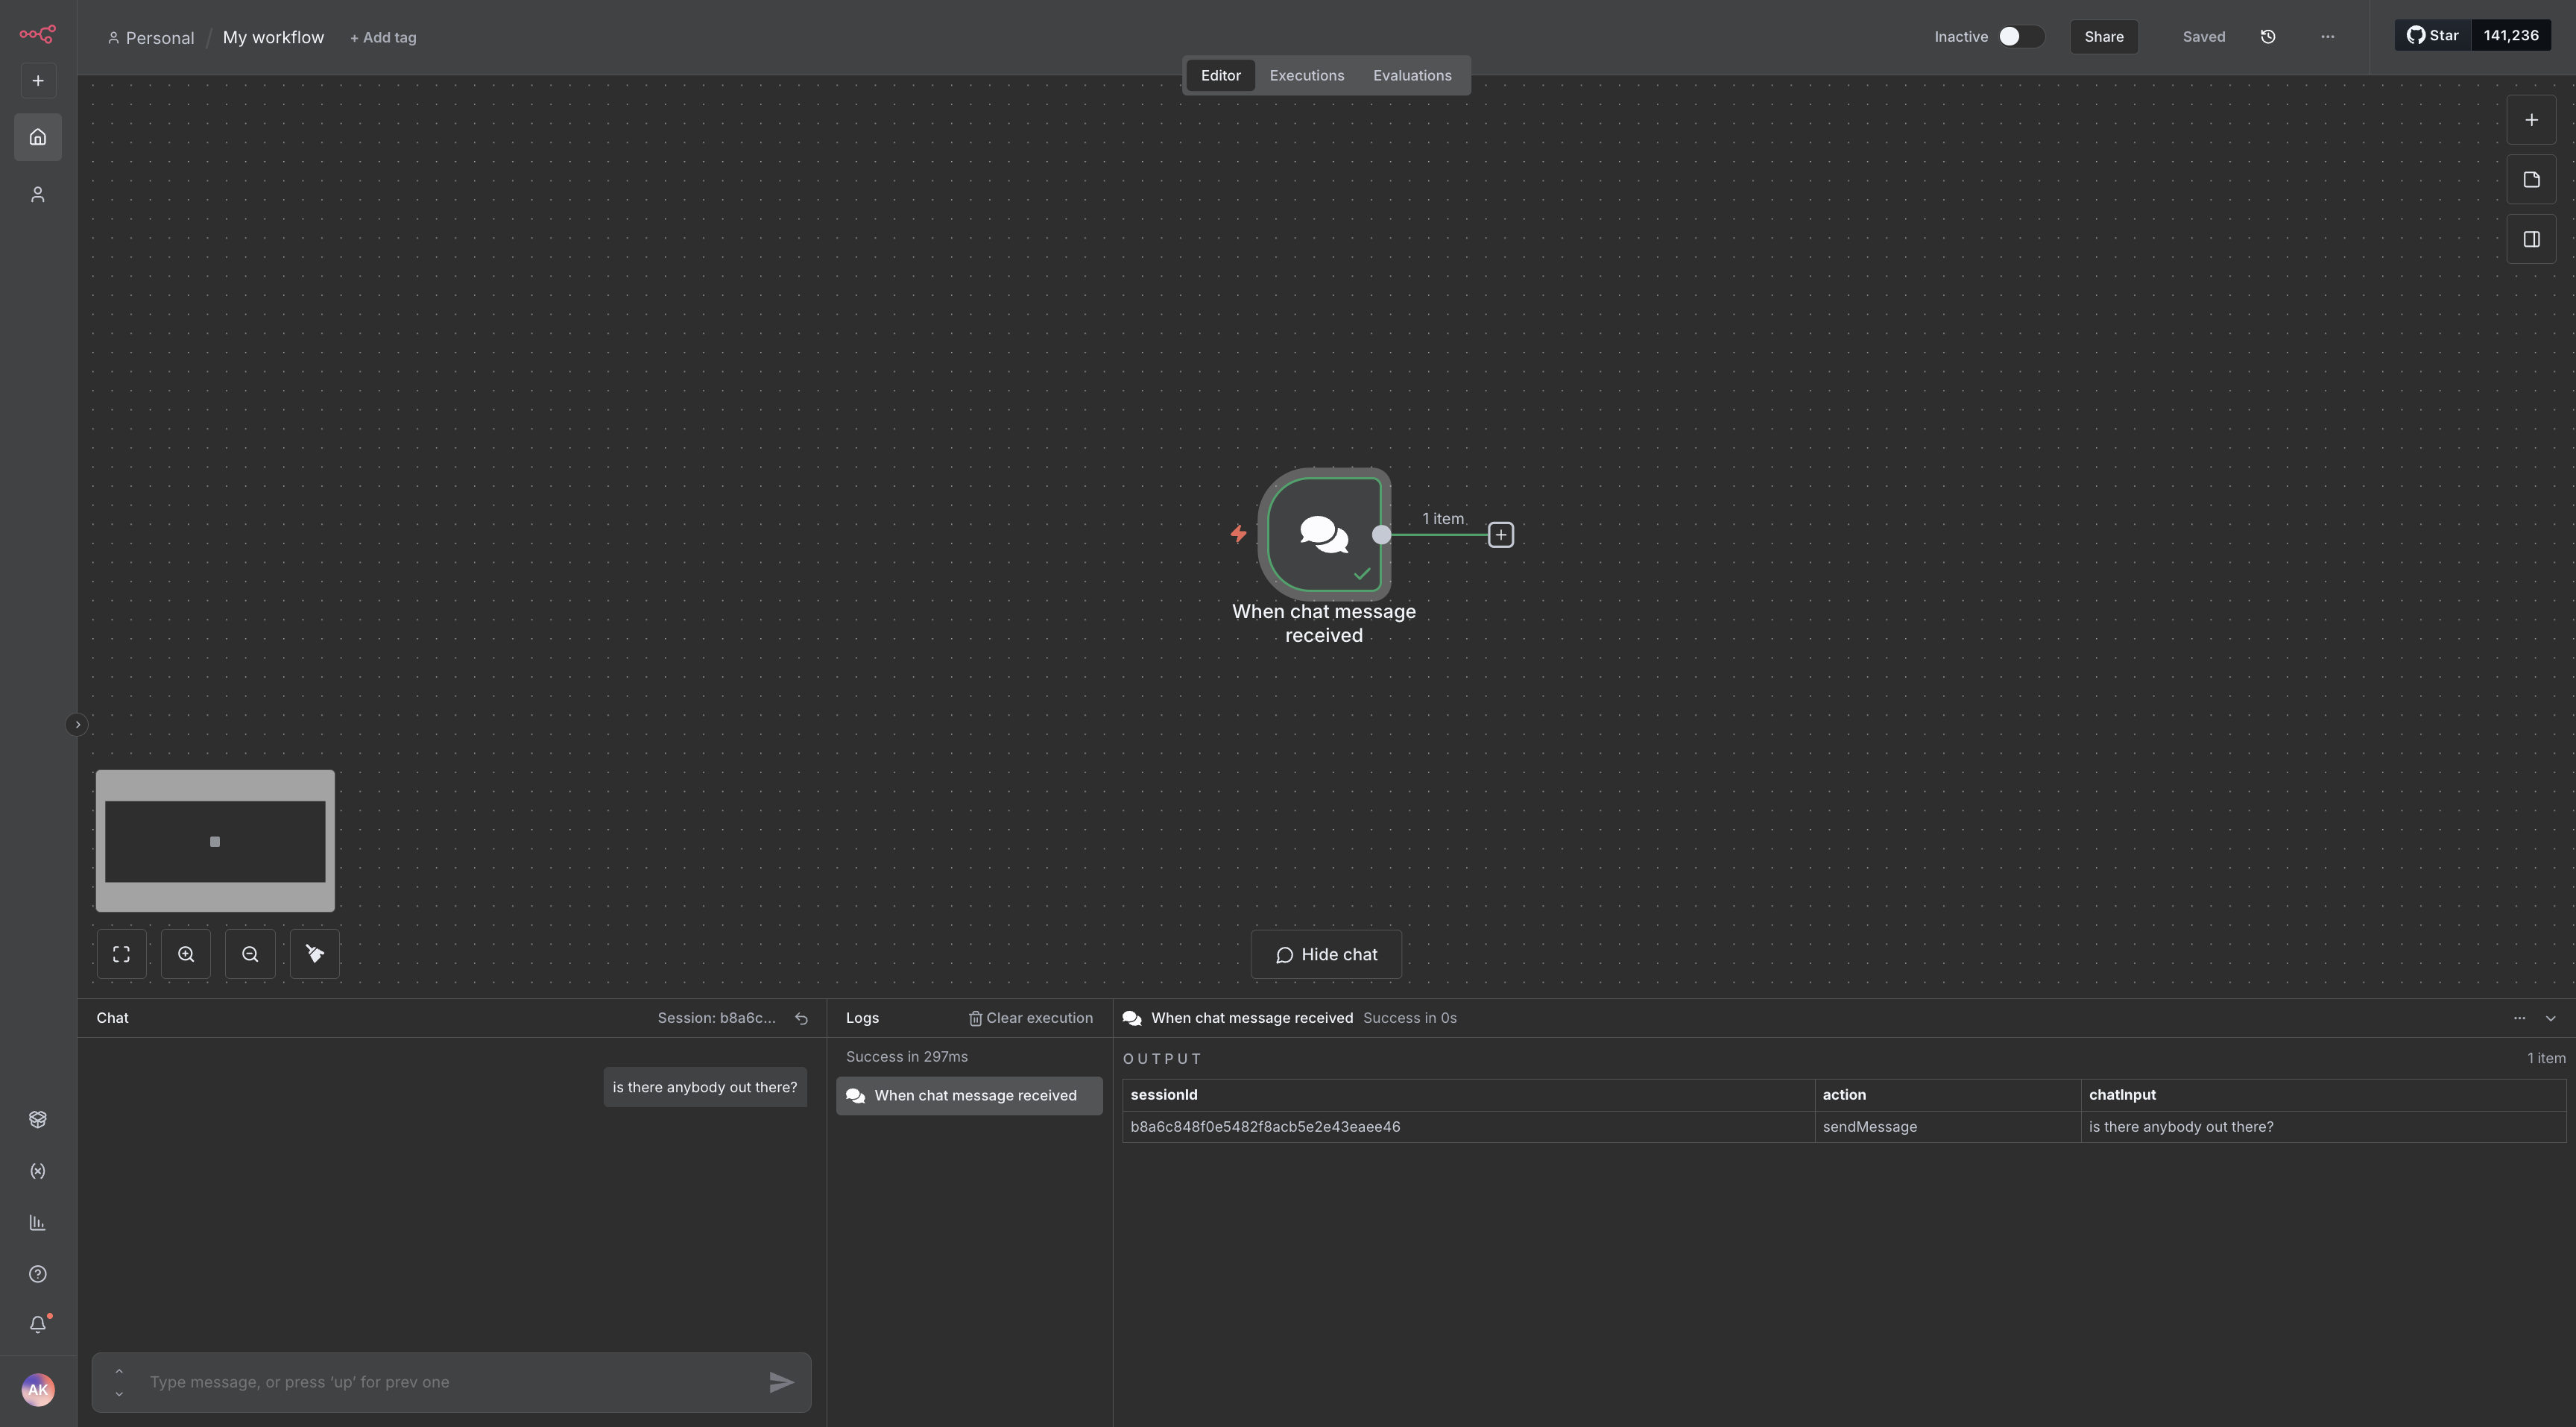 Personal / My workflow + Add tag
Inactive Share Saved ... Star 141,236
Editor Executions Evaluations
1 item
When chat message
received
Hide chat
Chat Session: b8a6c... Logs Clear execution When chat message received Success in 0s
Success in 297ms
OUTPUT 1 item
is there anybody out there?
When chat message received
sessionId action chatInput
b8a6c848f0e5482f8acb5e2e43eaee46 sendMessage is there anybody out there?
Type message, or press ‘up’ for prev one
AK